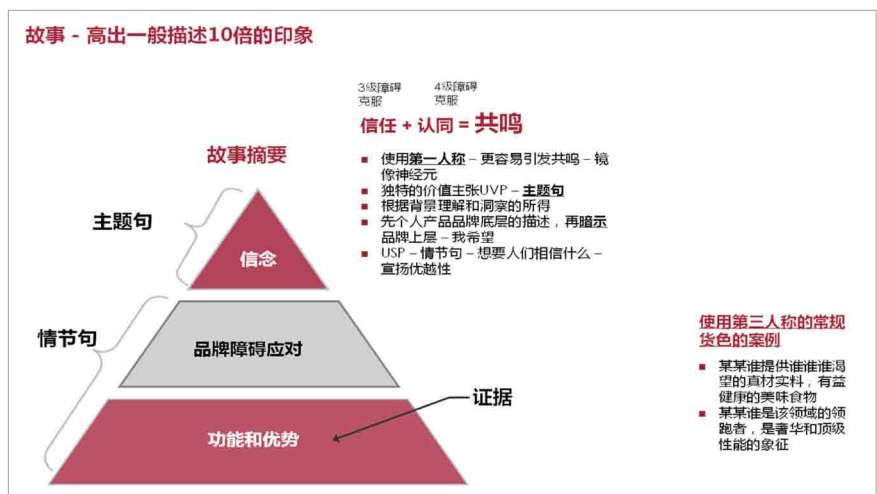 故事 - 高出一般描述10倍的印象
3级障碍
克服
4级障碍
克服
信任 + 认同 = 共鸣
故事摘要
使用第一人称 – 更容易引发共鸣 – 镜
像神经元
独特的价值主张UVP – 主题句
根据背景理解和洞察的所得
先个人产品品牌底层的描述，再暗示
品牌上层 – 我希望
USP – 情节句 – 想要人们相信什么 –
宣扬优越性
主题句
信念
情节句
品牌障碍应对
证据
功能和优势
使用第三人称的常规
货色的案例
某某谁提供谁谁谁渴
望的真材实料，有益
健康的美味食物
某某谁是该领域的领
跑者，是奢华和顶级
性能的象征